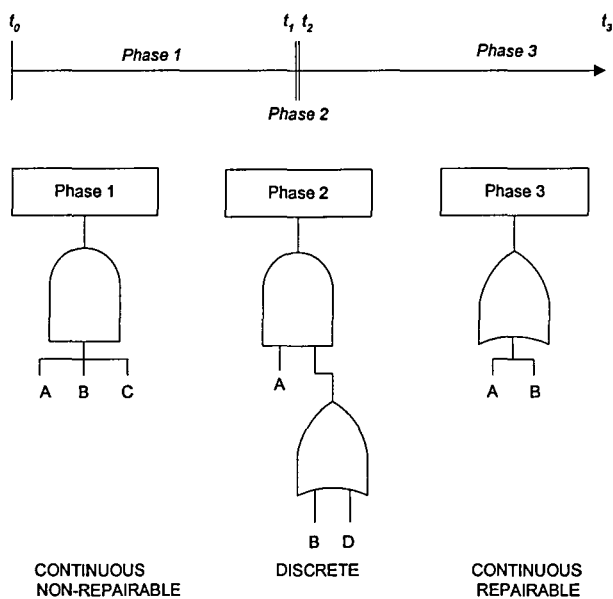 t0 t1 t2 t3
Phase 1 Phase 3
Phase 2
Phase 1 Phase 2 Phase 3
A B C
A
A B
B D
CONTINUOUS NON-REPAIRABLE
DISCRETE
CONTINUOUS REPAIRABLE